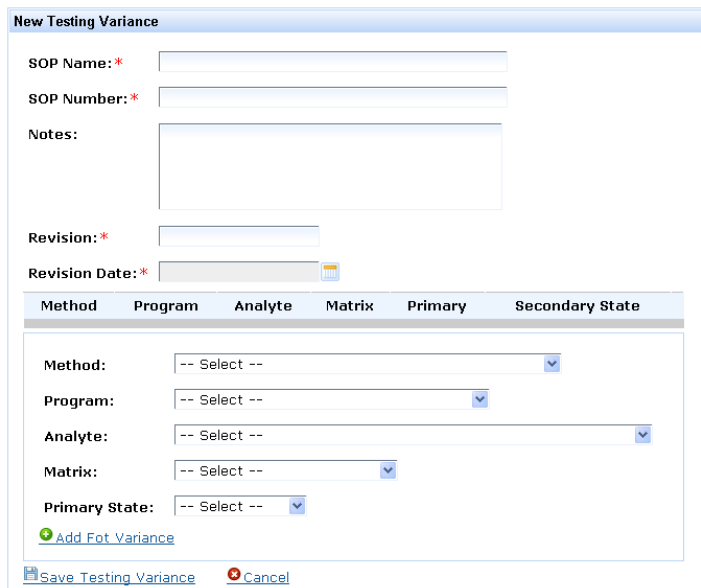 New Testing Variance
SOP Name:*
SOP Number:*
Notes:
Revision:*
Revision Date:*
Method Program Analyte Matrix Primary Secondary State
Method: -- Select --
Program: -- Select --
Analyte: -- Select --
Matrix: -- Select --
Primary State: -- Select --
Add Fot Variance
Save Testing Variance Cancel